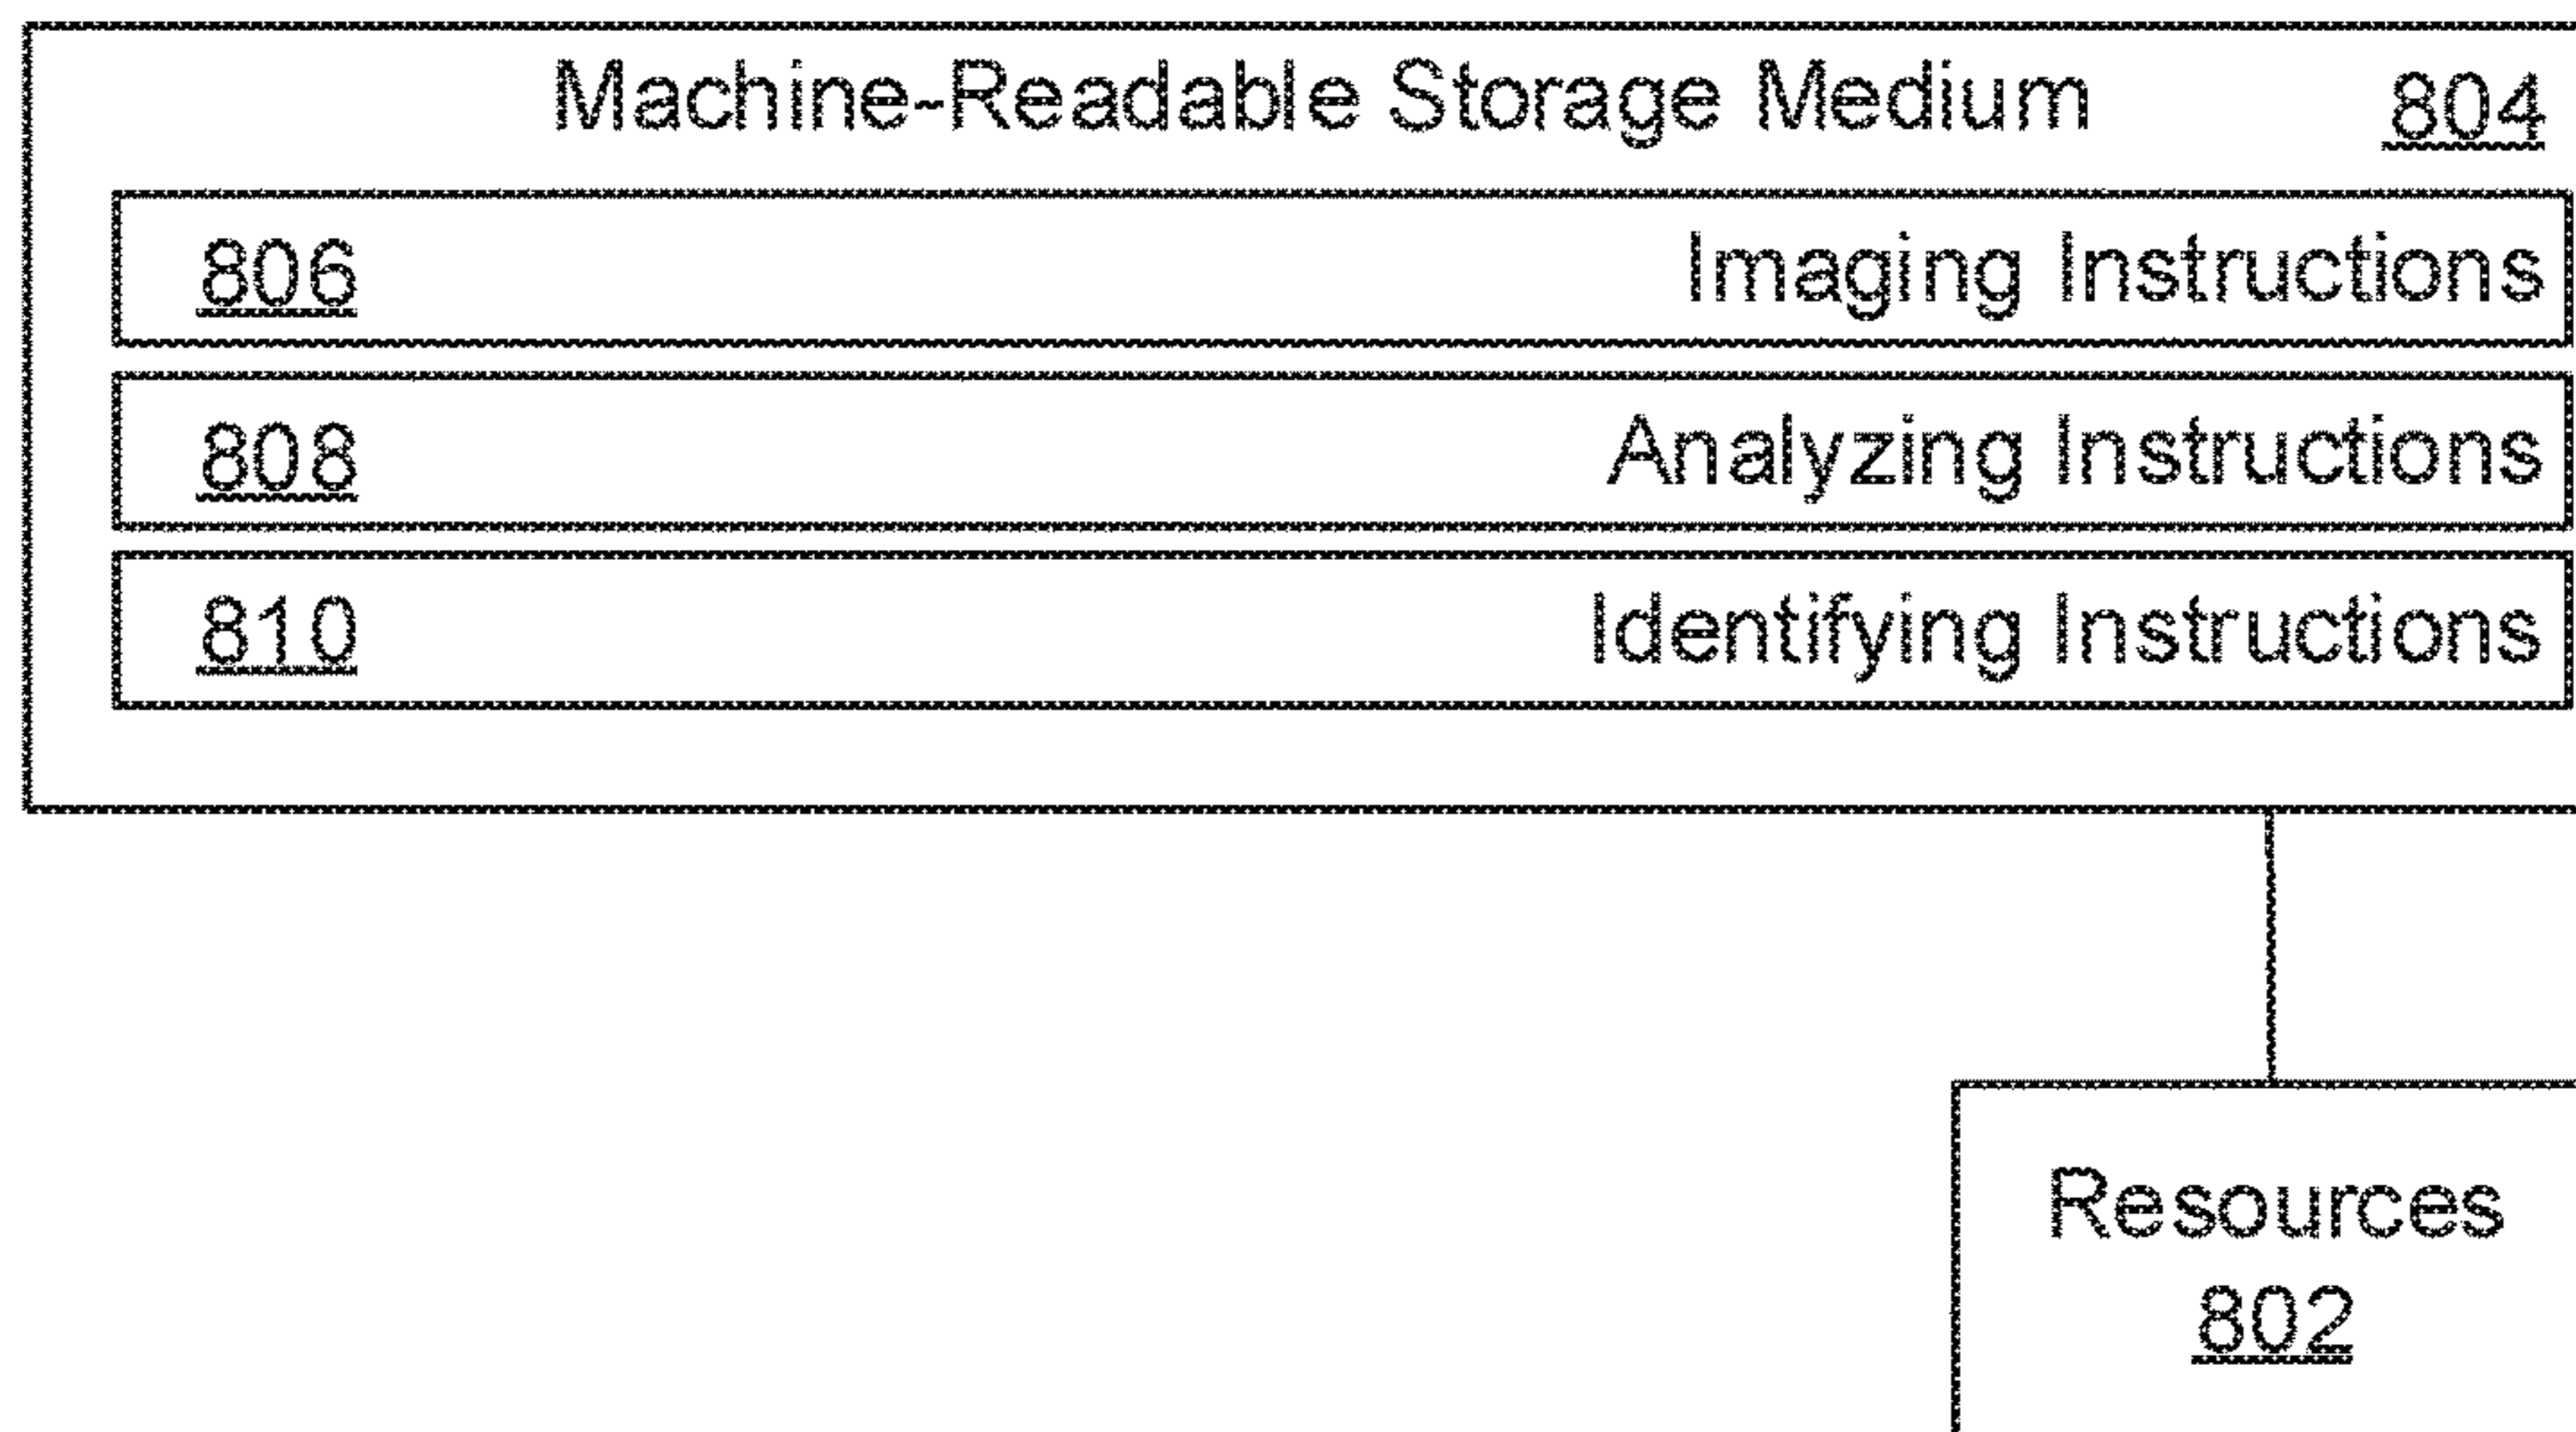 Machine-Readable Storage Medium 804
806 Imaging Instructions
808 Analyzing Instructions
810 Identifying Instructions
Resources
802